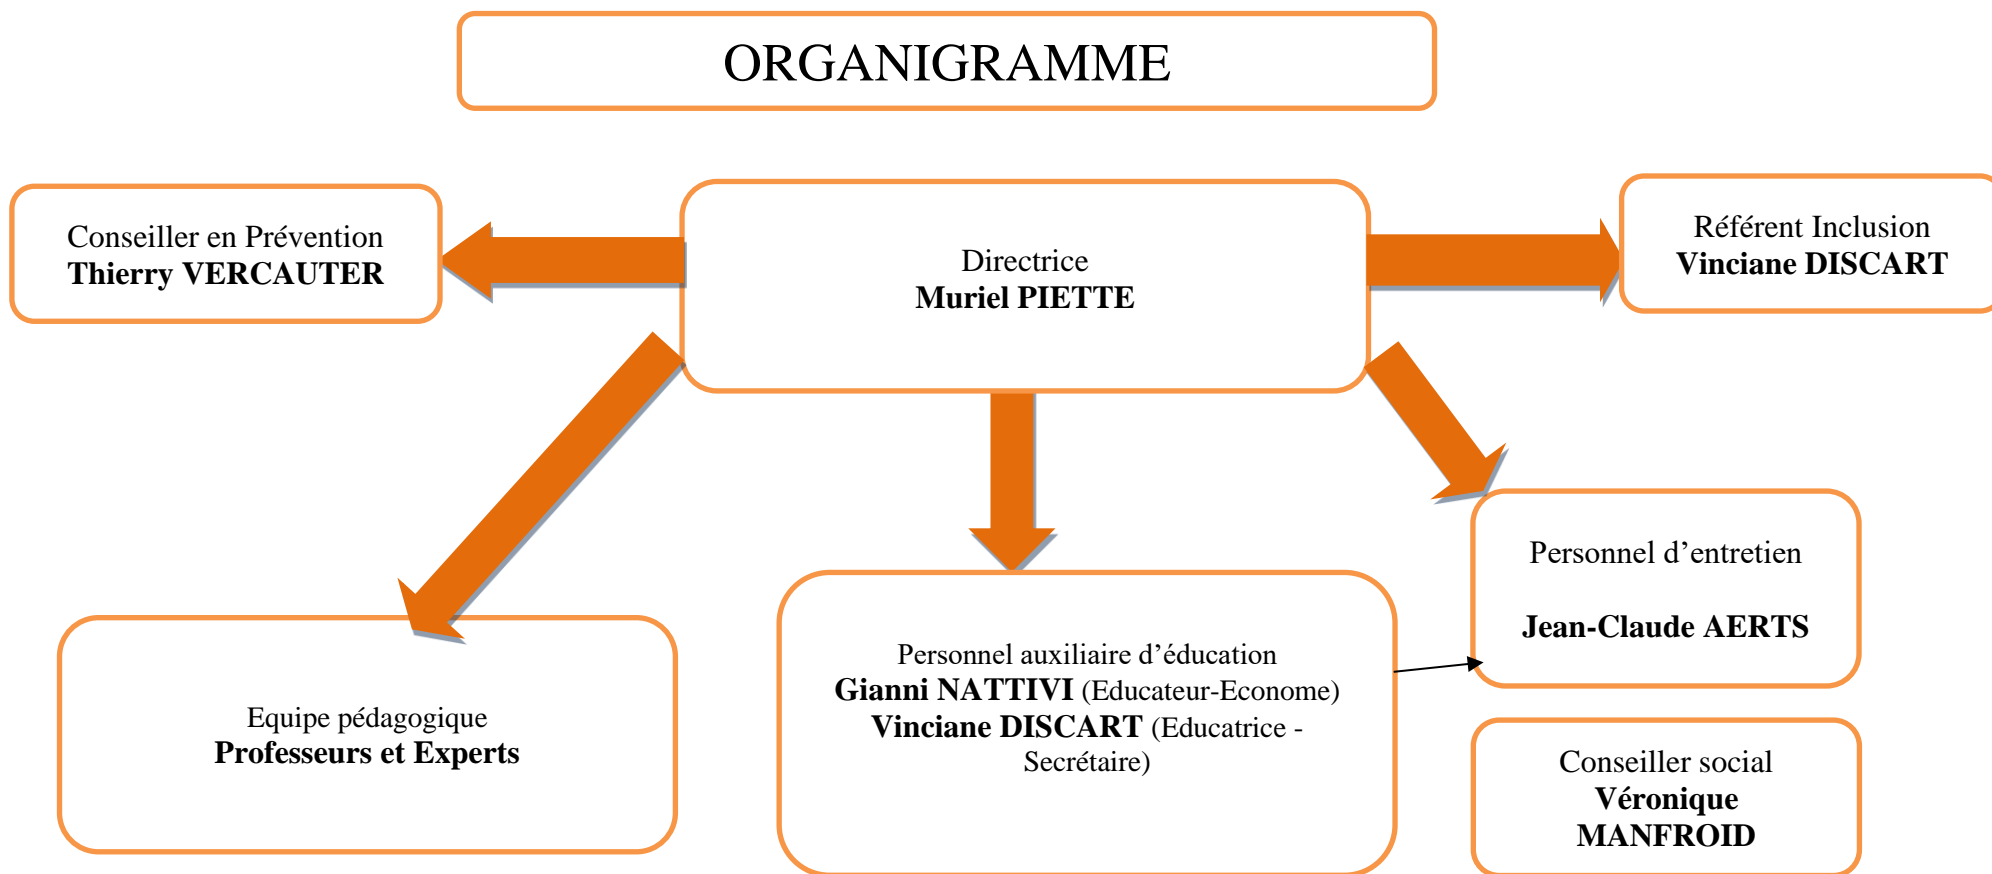 ORGANIGRAMME
Conseiller en Prévention
Thierry VERCAUTER
Directrice
Muriel PIETTE
Référent Inclusion
Vinciane DISCART
Equipe pédagogique
Professeurs et Experts
Personnel auxiliaire d’éducation
Gianni NATTIVI (Educateur-Econome)
Vinciane DISCART (Educatrice -
Secrétaire)
Personnel d’entretien
Jean-Claude AERTS
Conseiller social
Véronique
MANFROID